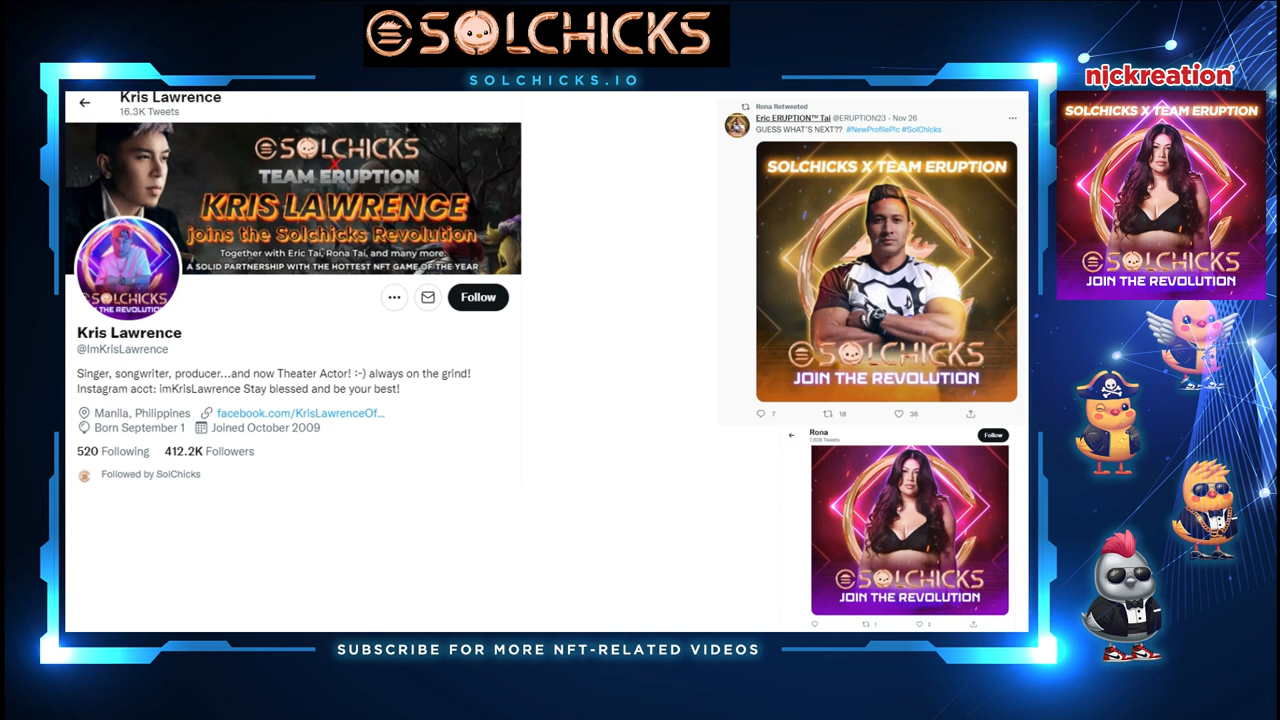 SOLCHICKS
SOLCHICKS.IO
Kris Lawrence
16.3K Tweets
SOLCHICKS
X
TEAM ERUPTION
KRIS LAWRENCE
joins the Solchicks Revolution
Together with Eric Tai, Rona Tai, and many more.
A SOLID PARTNERSHIP WITH THE HOTTEST NFT GAME OF THE YEAR
SOLCHICKS
JOIN THE REVOLUTION
Follow
Kris Lawrence
@ImKrisLawrence
Singer, songwriter, producer...and now Theater Actor! :-) always on the grind!
Instagram acct: imKrisLawrence Stay blessed and be your best!
Manila, Philippines facebook.com/KrisLawrenceOf...
Born September 1 Joined October 2009
520 Following 412.2K Followers
Followed by SolChicks
Rona Retweeted
Eric ERUPTION™ Tai @ERUPTION23 · Nov 26
GUESS WHAT'S NEXT?? #NewProfilePic #SolChicks
SOLCHICKS X TEAM ERUPTION
SOLCHICKS
JOIN THE REVOLUTION
7 18 36
Rona
Follow
SOLCHICKS
JOIN THE REVOLUTION
1 2
nickreation
SOLCHICKS X TEAM ERUPTION
SOLCHICKS
JOIN THE REVOLUTION
SUBSCRIBE FOR MORE NFT-RELATED VIDEOS